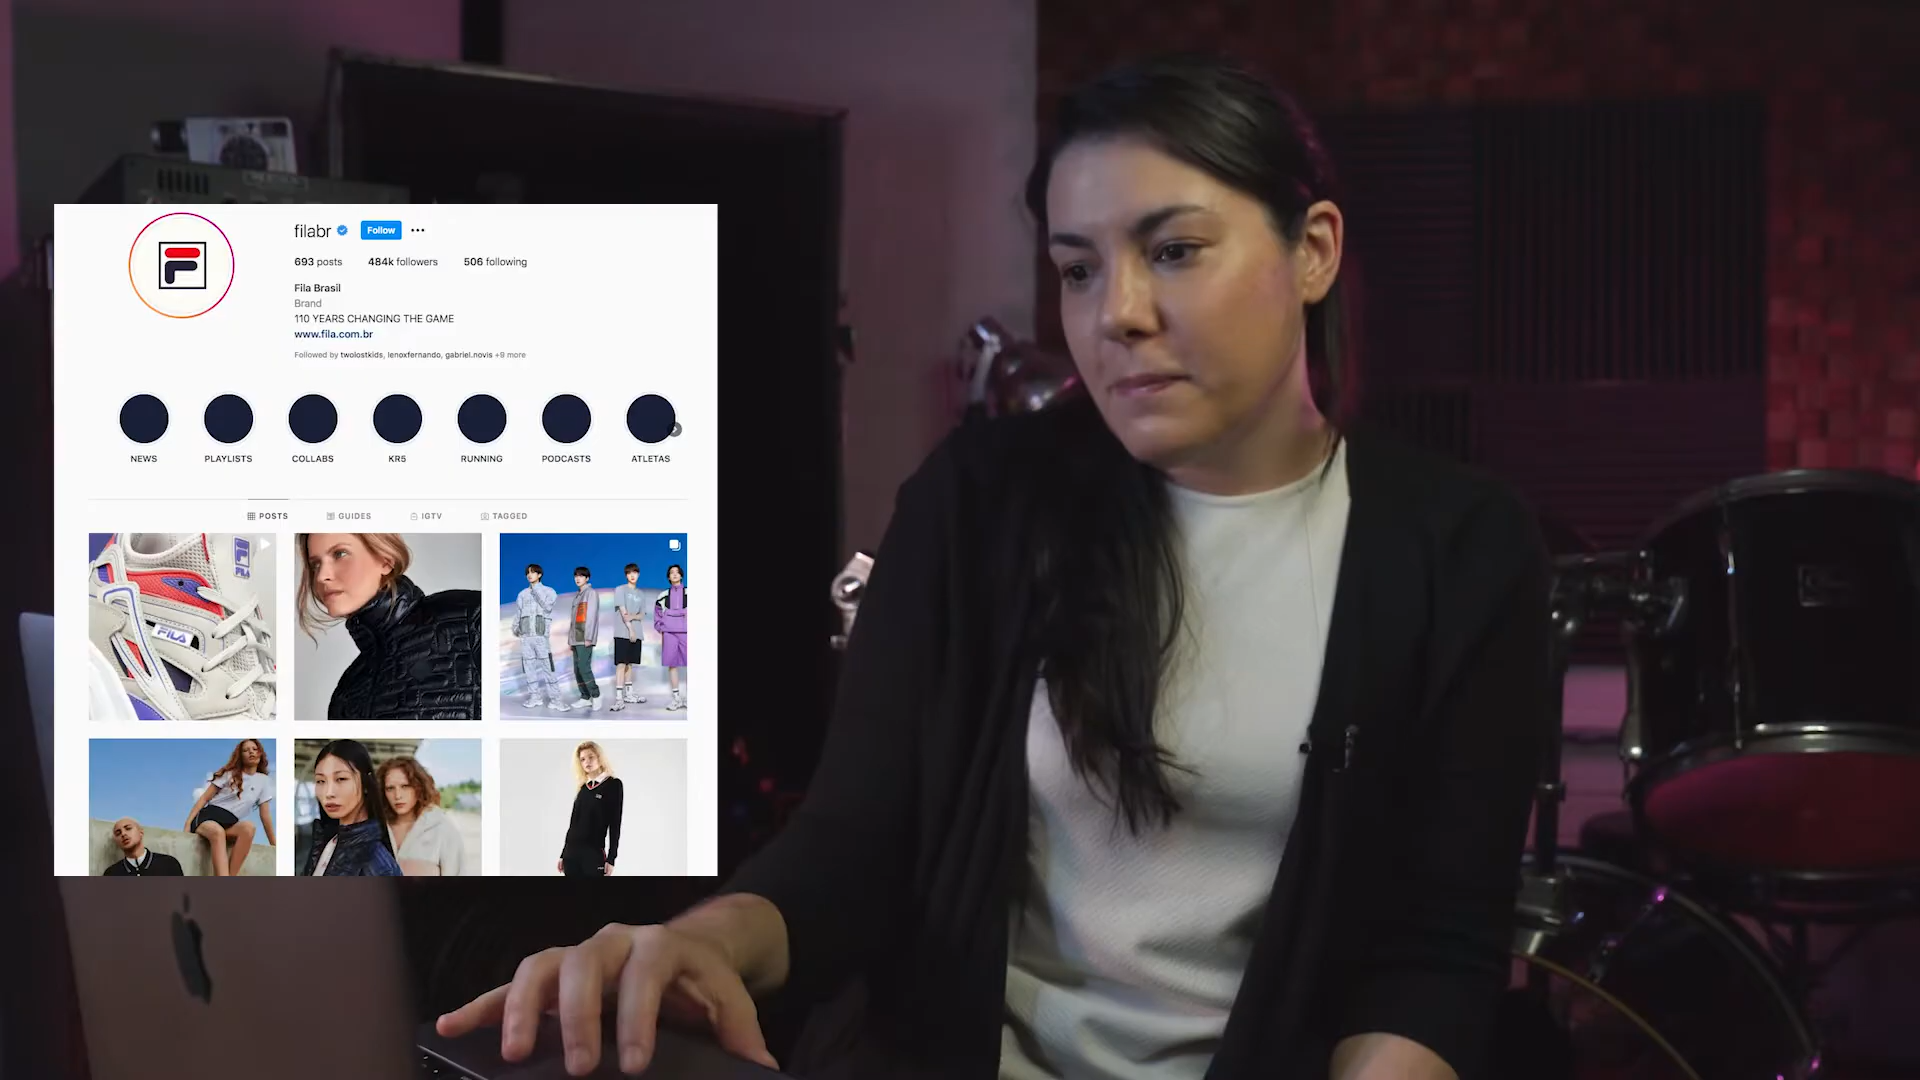 filabr Follow
693 posts 484k followers 506 following
Fila Brasil
Brand
110 YEARS CHANGING THE GAME
www.fila.com.br
Followed by twolostkids, lenoxfernando, gabriel.novis +9 more
NEWS PLAYLISTS COLLABS KR5 RUNNING PODCASTS ATLETAS
POSTS GUIDES IGTV TAGGED
FILA
FILA